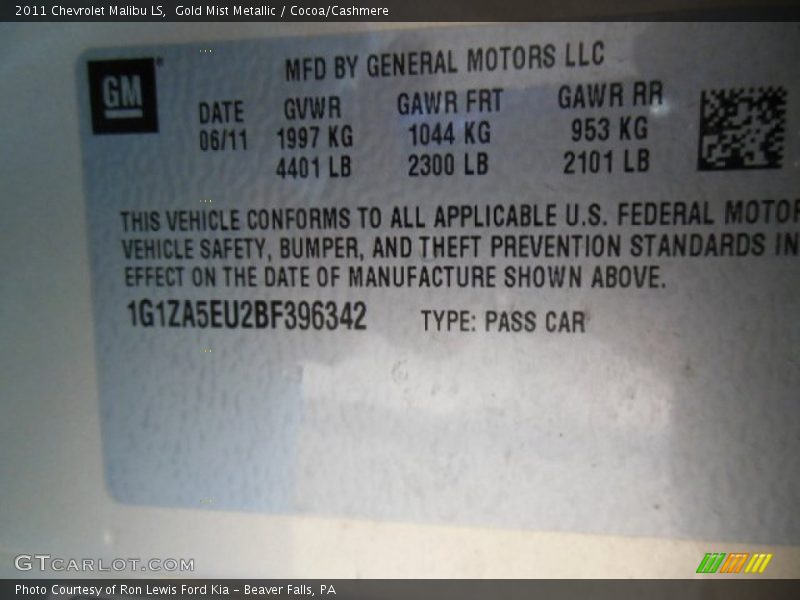 2011 Chevrolet Malibu LS,  Gold Mist Metallic / Cocoa/Cashmere
GM
MFD BY GENERAL MOTORS LLC
DATE GVWR GAWR FRT GAWR RR
06/11 1997 KG 1044 KG 953 KG
4401 LB 2300 LB 2101 LB
THIS VEHICLE CONFORMS TO ALL APPLICABLE U.S. FEDERAL MOTOR
VEHICLE SAFETY, BUMPER, AND THEFT PREVENTION STANDARDS IN
EFFECT ON THE DATE OF MANUFACTURE SHOWN ABOVE.
1G1ZA5EU2BF396342 TYPE: PASS CAR
GTCARLOT.COM
Photo Courtesy of Ron Lewis Ford Kia - Beaver Falls, PA